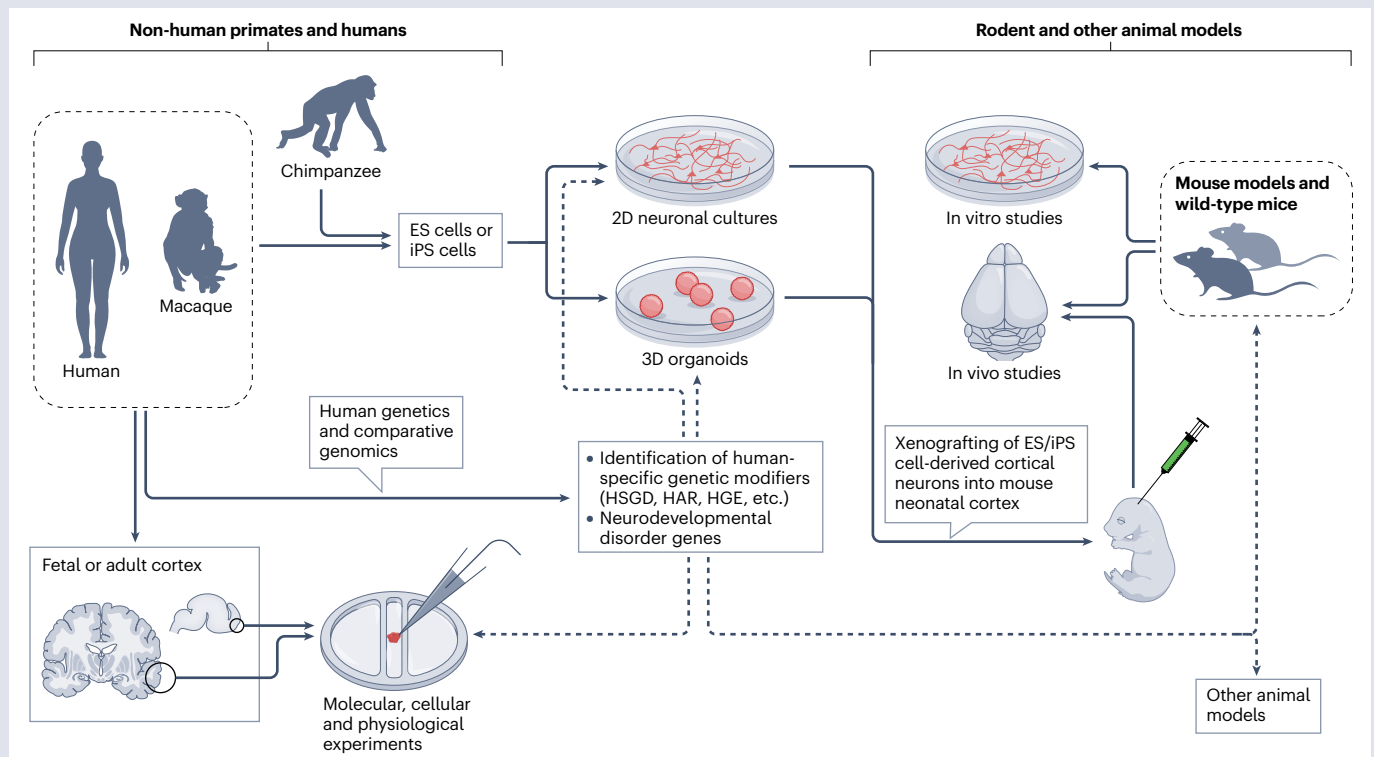 Non-human primates and humans
Rodent and other animal models
Chimpanzee
Human
Macaque
ES cells or
iPS cells
2D neuronal cultures
3D organoids
In vitro studies
In vivo studies
Mouse models and
wild-type mice
Human genetics
and comparative
genomics
• Identification of human-
specific genetic modifiers
(HSGD, HAR, HGE, etc.)
• Neurodevelopmental
disorder genes
Xenografting of ES/iPS
cell-derived cortical
neurons into mouse
neonatal cortex
Fetal or adult cortex
Molecular, cellular
and physiological
experiments
Other animal
models